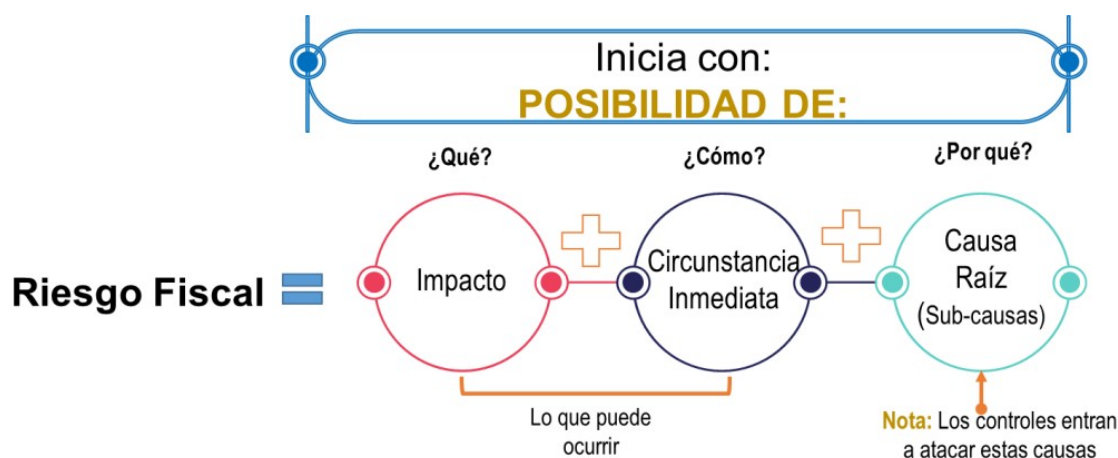 Inicia con:
POSIBILIDAD DE:
¿Qué?
¿Cómo?
¿Por qué?
Riesgo Fiscal
Impacto
Circunstancia
Inmediata
Causa
Raíz
(Sub-causas)
Lo que puede
ocurrir
Nota: Los controles entran
a atacar estas causas